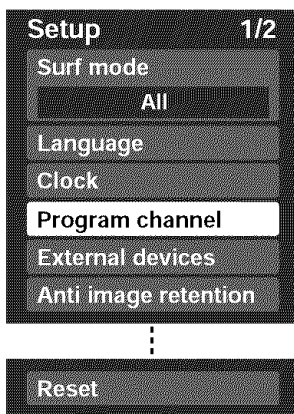 Setup 1/2
Surf mode
All
Language
Clock
Program channel
External devices
Anti image retention
Reset